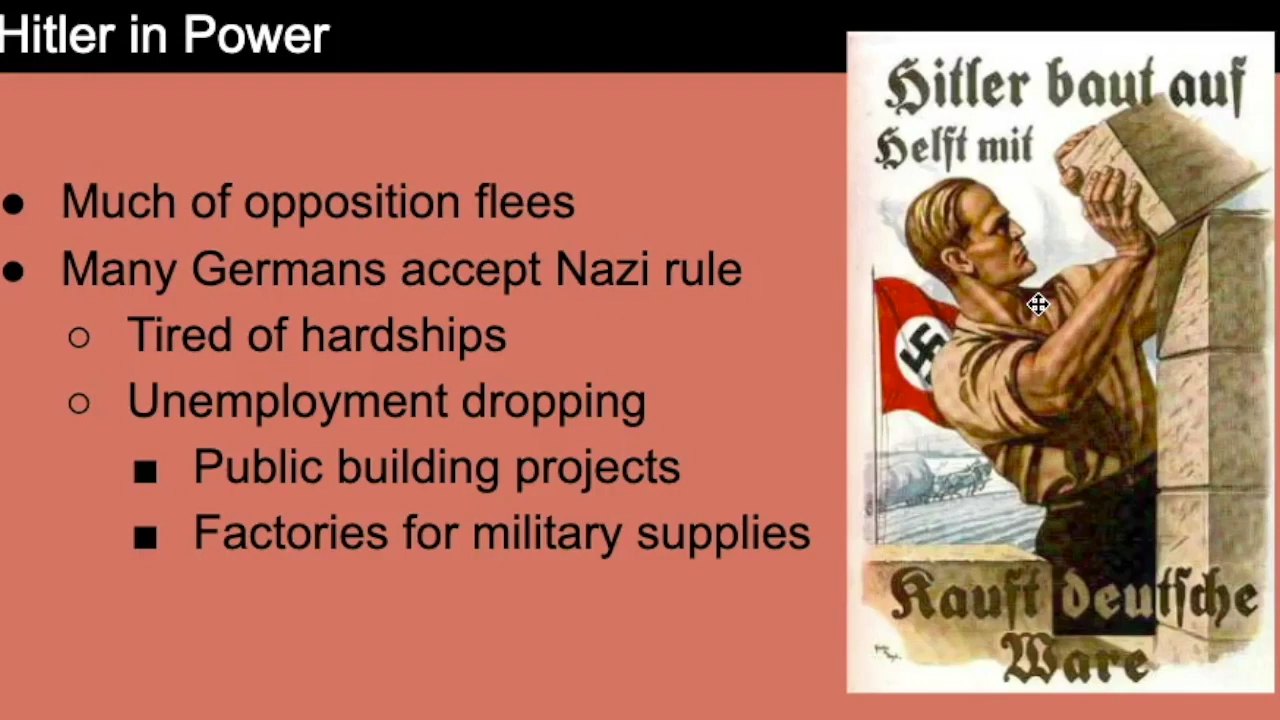 Hitler in Power
● Much of opposition flees
● Many Germans accept Nazi rule
○ Tired of hardships
○ Unemployment dropping
■ Public building projects
■ Factories for military supplies
Hitler baut auf
Helft mit
Kauft deutsche
Ware